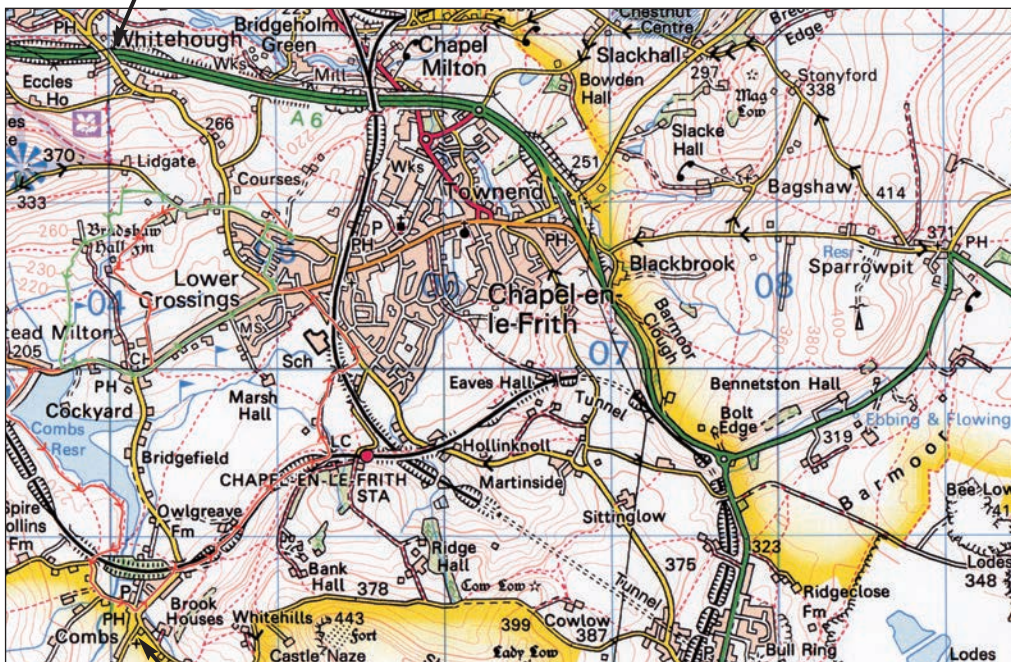 PH
223
Bridgeholm
Green
Whitehough
Wks
Mill
P
Chapel
Milton
Chestnut
Centre
Slackhall
Edge
Eccles
Ho
A 6
Bowden
Hall
297
Mag
Low
Stonyford
338
Slacke
Hall
266
220
370
Lidgate
Courses
Wks
251
Townend
Bagshaw
414
333
260
Bradshaw
Hall Fm
05
P
PH
PH
371
PH
230
220
04
Lower
Crossings
06
Blackbrook
08
Resr
Sparrowpit
400
380
Chapel-en-
le-Frith
Barmoor
Clough
ead Milton
205
CH
MS
Sch
07
PH
Cockyard
Combs
Resr
Marsh
Hall
Eaves Hall
Tunnel
Bennetston Hall
Bolt
Edge
Ebbing & Flowing
319
Bridgefield
LC
Hollinknoll
CHAPEL-EN-LE-FRITH
STA
Martinside
Barmoor
Spire
ollins
Fm
Owlgreave
Fm
Sittinglow
Bee Low
323
Lodes
348
Bank
Hall
378
Ridge
Hall
Cow Low
Tunnel
375
Ridgeclose
Fm
P
PH
Combs
Brook
Houses
Whitehills
443
Fort
Castle Naze
399
Lady Low
Cowlow
387
P
Bull Ring
Lodes